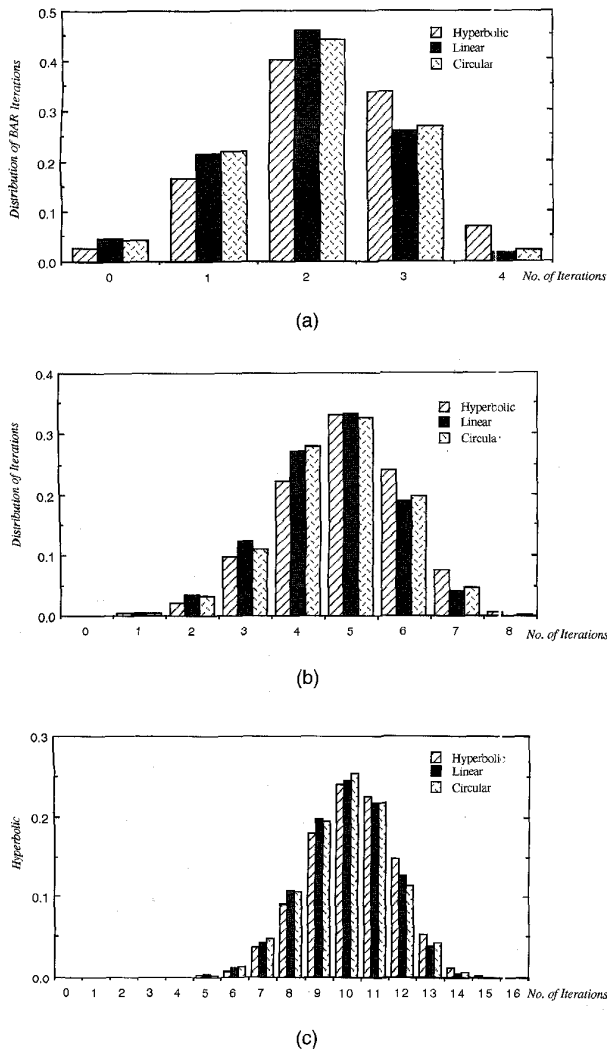 0.5
0.4
0.3
0.2
0.1
0.0
Distribution of BAR Iterations
Hyperbolic
Linear
Circular
0 1 2 3 4 No. of Iterations
(a)
0.4
0.3
0.2
0.1
0.0
Distribution of Iterations
Hyperbolic
Linear
Circular
0 1 2 3 4 5 6 7 8 No. of Iterations
(b)
0.3
0.2
0.1
0.0
Hyperbolic
Hyperbolic
Linear
Circular
0 1 2 3 4 5 6 7 8 9 10 11 12 13 14 15 16 No. of Iterations
(c)